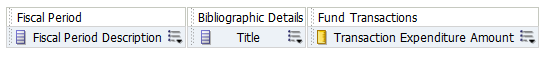 Fiscal Period Bibliographic Details Fund Transactions
Fiscal Period Description Title Transaction Expenditure Amount